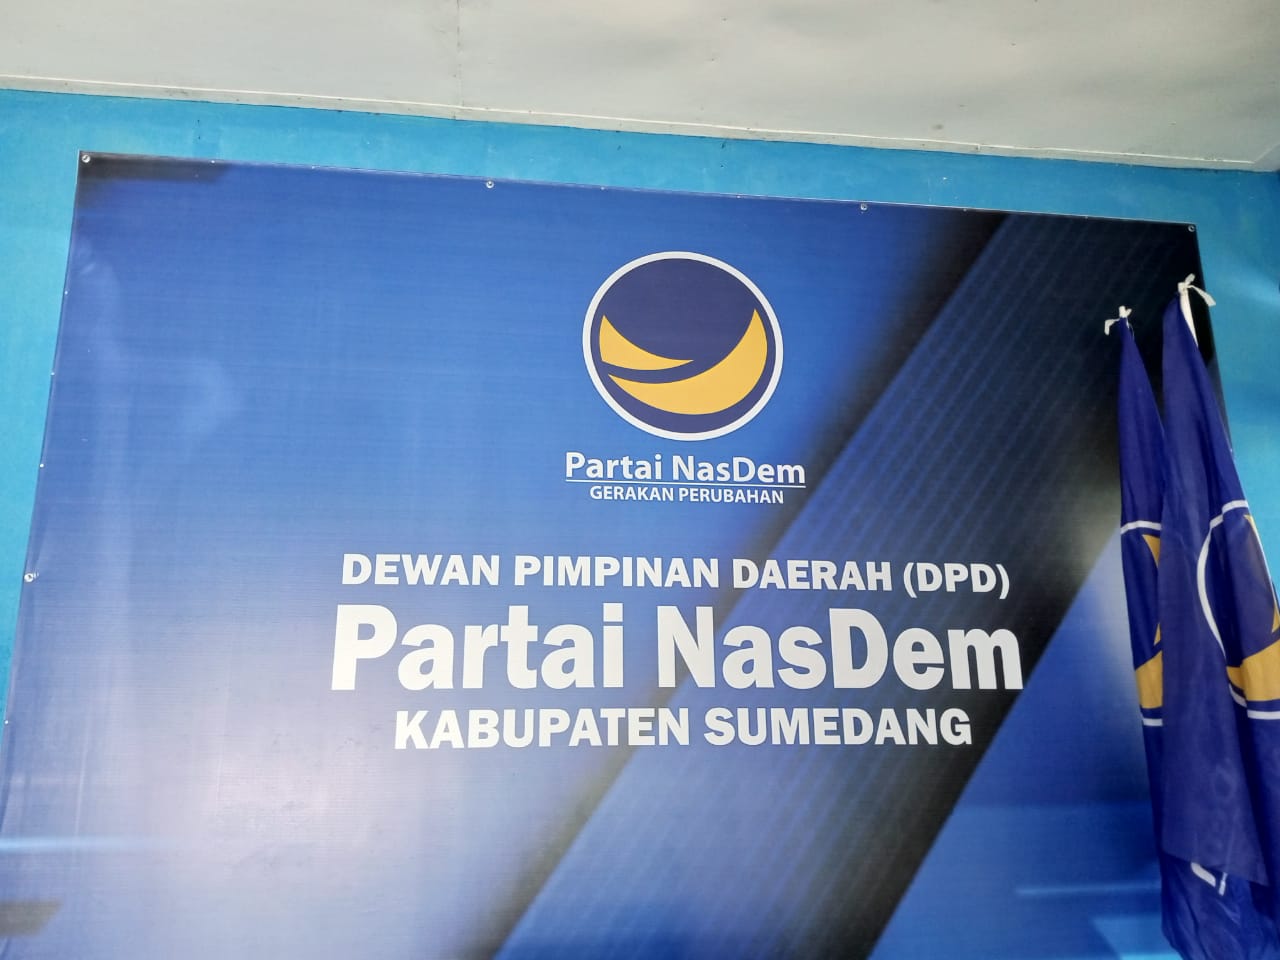 Partai NasDem
GERAKAN PERUBAHAN
DEWAN PIMPINAN DAERAH (DPD)
Partai NasDem
KABUPATEN SUMEDANG